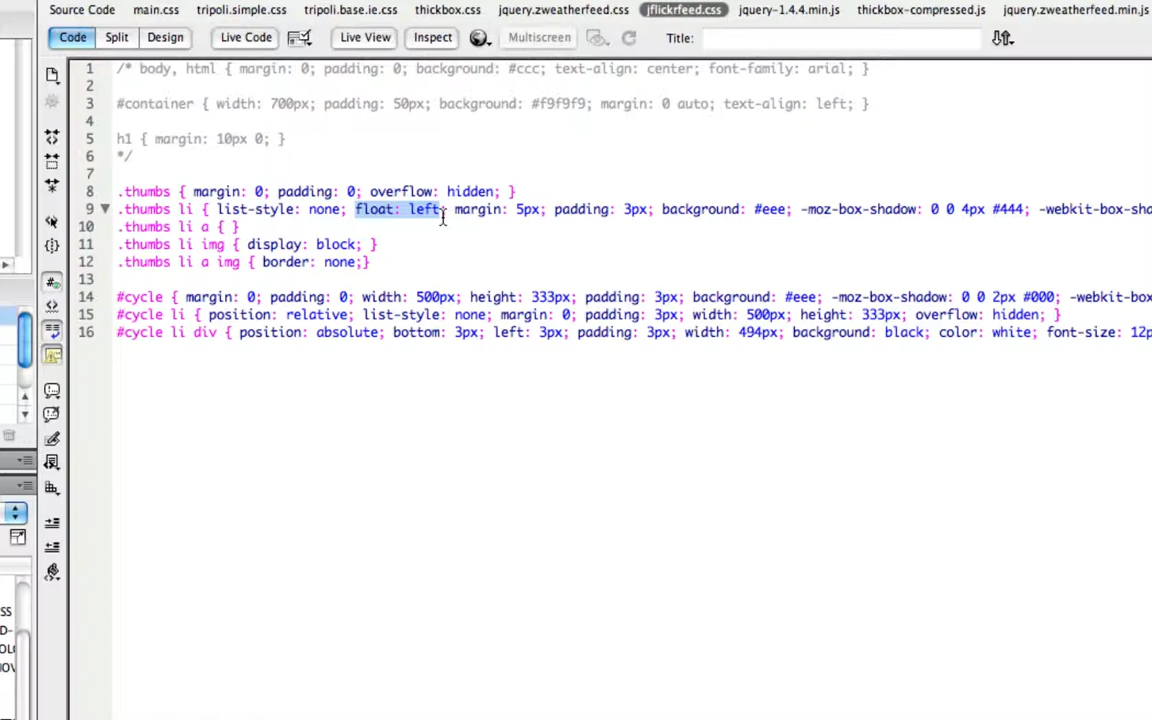 Source Code main.css tripoli.simple.css tripoli.base.ie.css thickbox.css jquery.zweatherfeed.css jflickrfeed.css jquery-1.4.4.min.js thickbox-compressed.js jquery.zweatherfeed.min.js
Code Split Design Live Code Live View Inspect Multiscreen Title:
1 /* body, html { margin: 0; padding: 0; background: #ccc; text-align: center; font-family: arial; }
2
3 #container { width: 700px; padding: 50px; background: #f9f9f9; margin: 0 auto; text-align: left; }
4
5 h1 { margin: 10px 0; }
6 */
7
8 .thumbs { margin: 0; padding: 0; overflow: hidden; }
9 .thumbs li { list-style: none; float: left; margin: 5px; padding: 3px; background: #eee; -moz-box-shadow: 0 0 4px #444; -webkit-box-sha
10 .thumbs li a { }
11 .thumbs li img { display: block; }
12 .thumbs li a img { border: none;}
13
14 #cycle { margin: 0; padding: 0; width: 500px; height: 333px; padding: 3px; background: #eee; -moz-box-shadow: 0 0 2px #000; -webkit-box
15 #cycle li { position: relative; list-style: none; margin: 0; padding: 3px; width: 500px; height: 333px; overflow: hidden; }
16 #cycle li div { position: absolute; bottom: 3px; left: 3px; padding: 3px; width: 494px; background: black; color: white; font-size: 12p